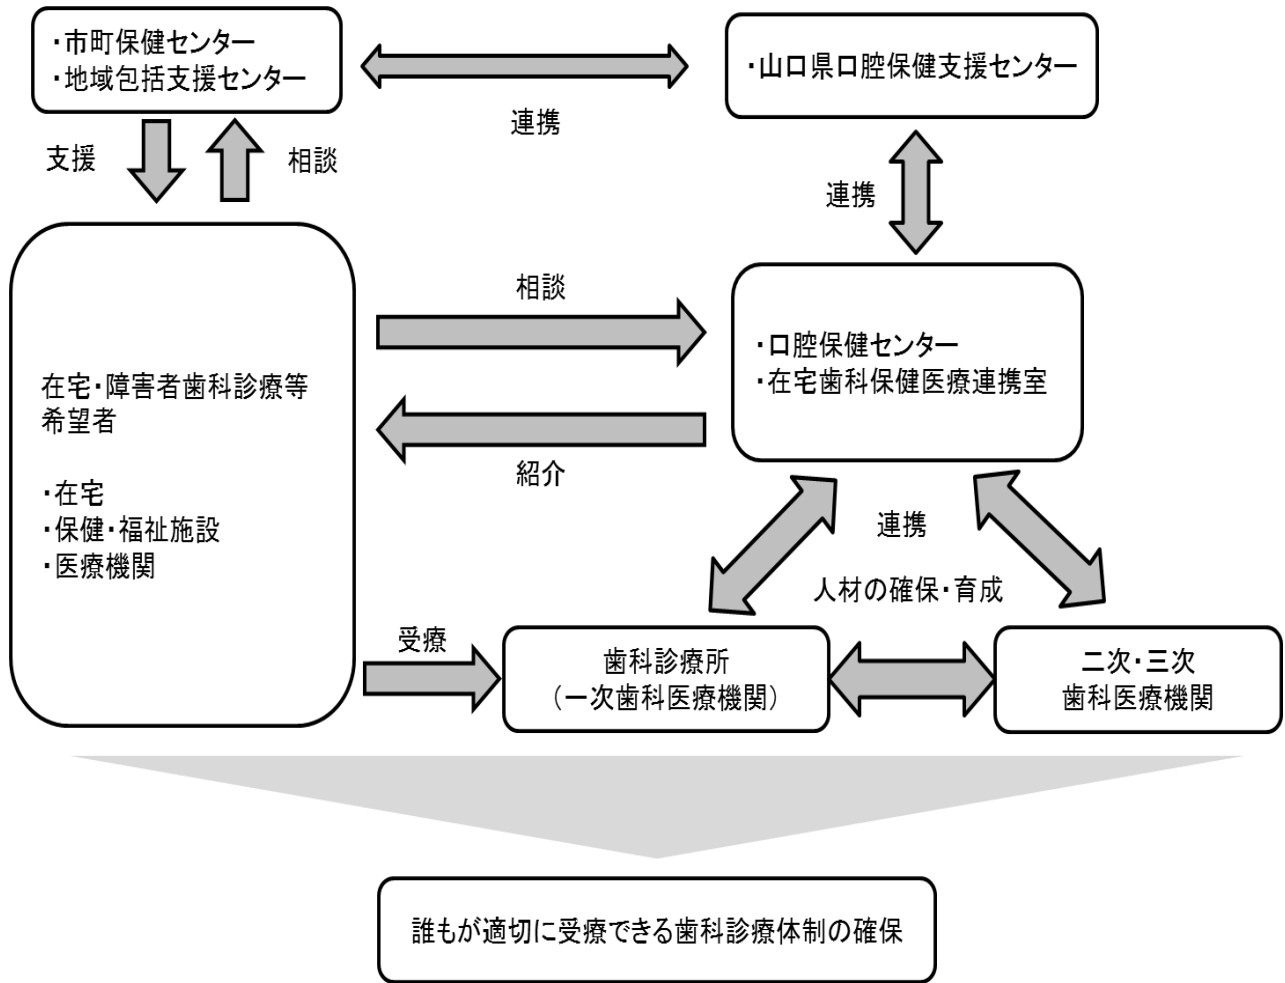 ・市町保健センター
・地域包括支援センター
・山口県口腔保健支援センター
連携
支援
相談
連携
在宅・障害者歯科診療等
希望者
・在宅
・保健・福祉施設
・医療機関
相談
紹介
・口腔保健センター
・在宅歯科保健医療連携室
連携
人材の確保・育成
受療
歯科診療所
(一次歯科医療機関)
二次・三次
歯科医療機関
誰もが適切に受療できる歯科診療体制の確保